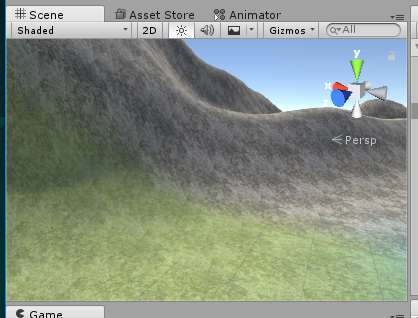 Scene Asset Store Animator
Shaded 2D Gizmos All
y
x
Persp
Game